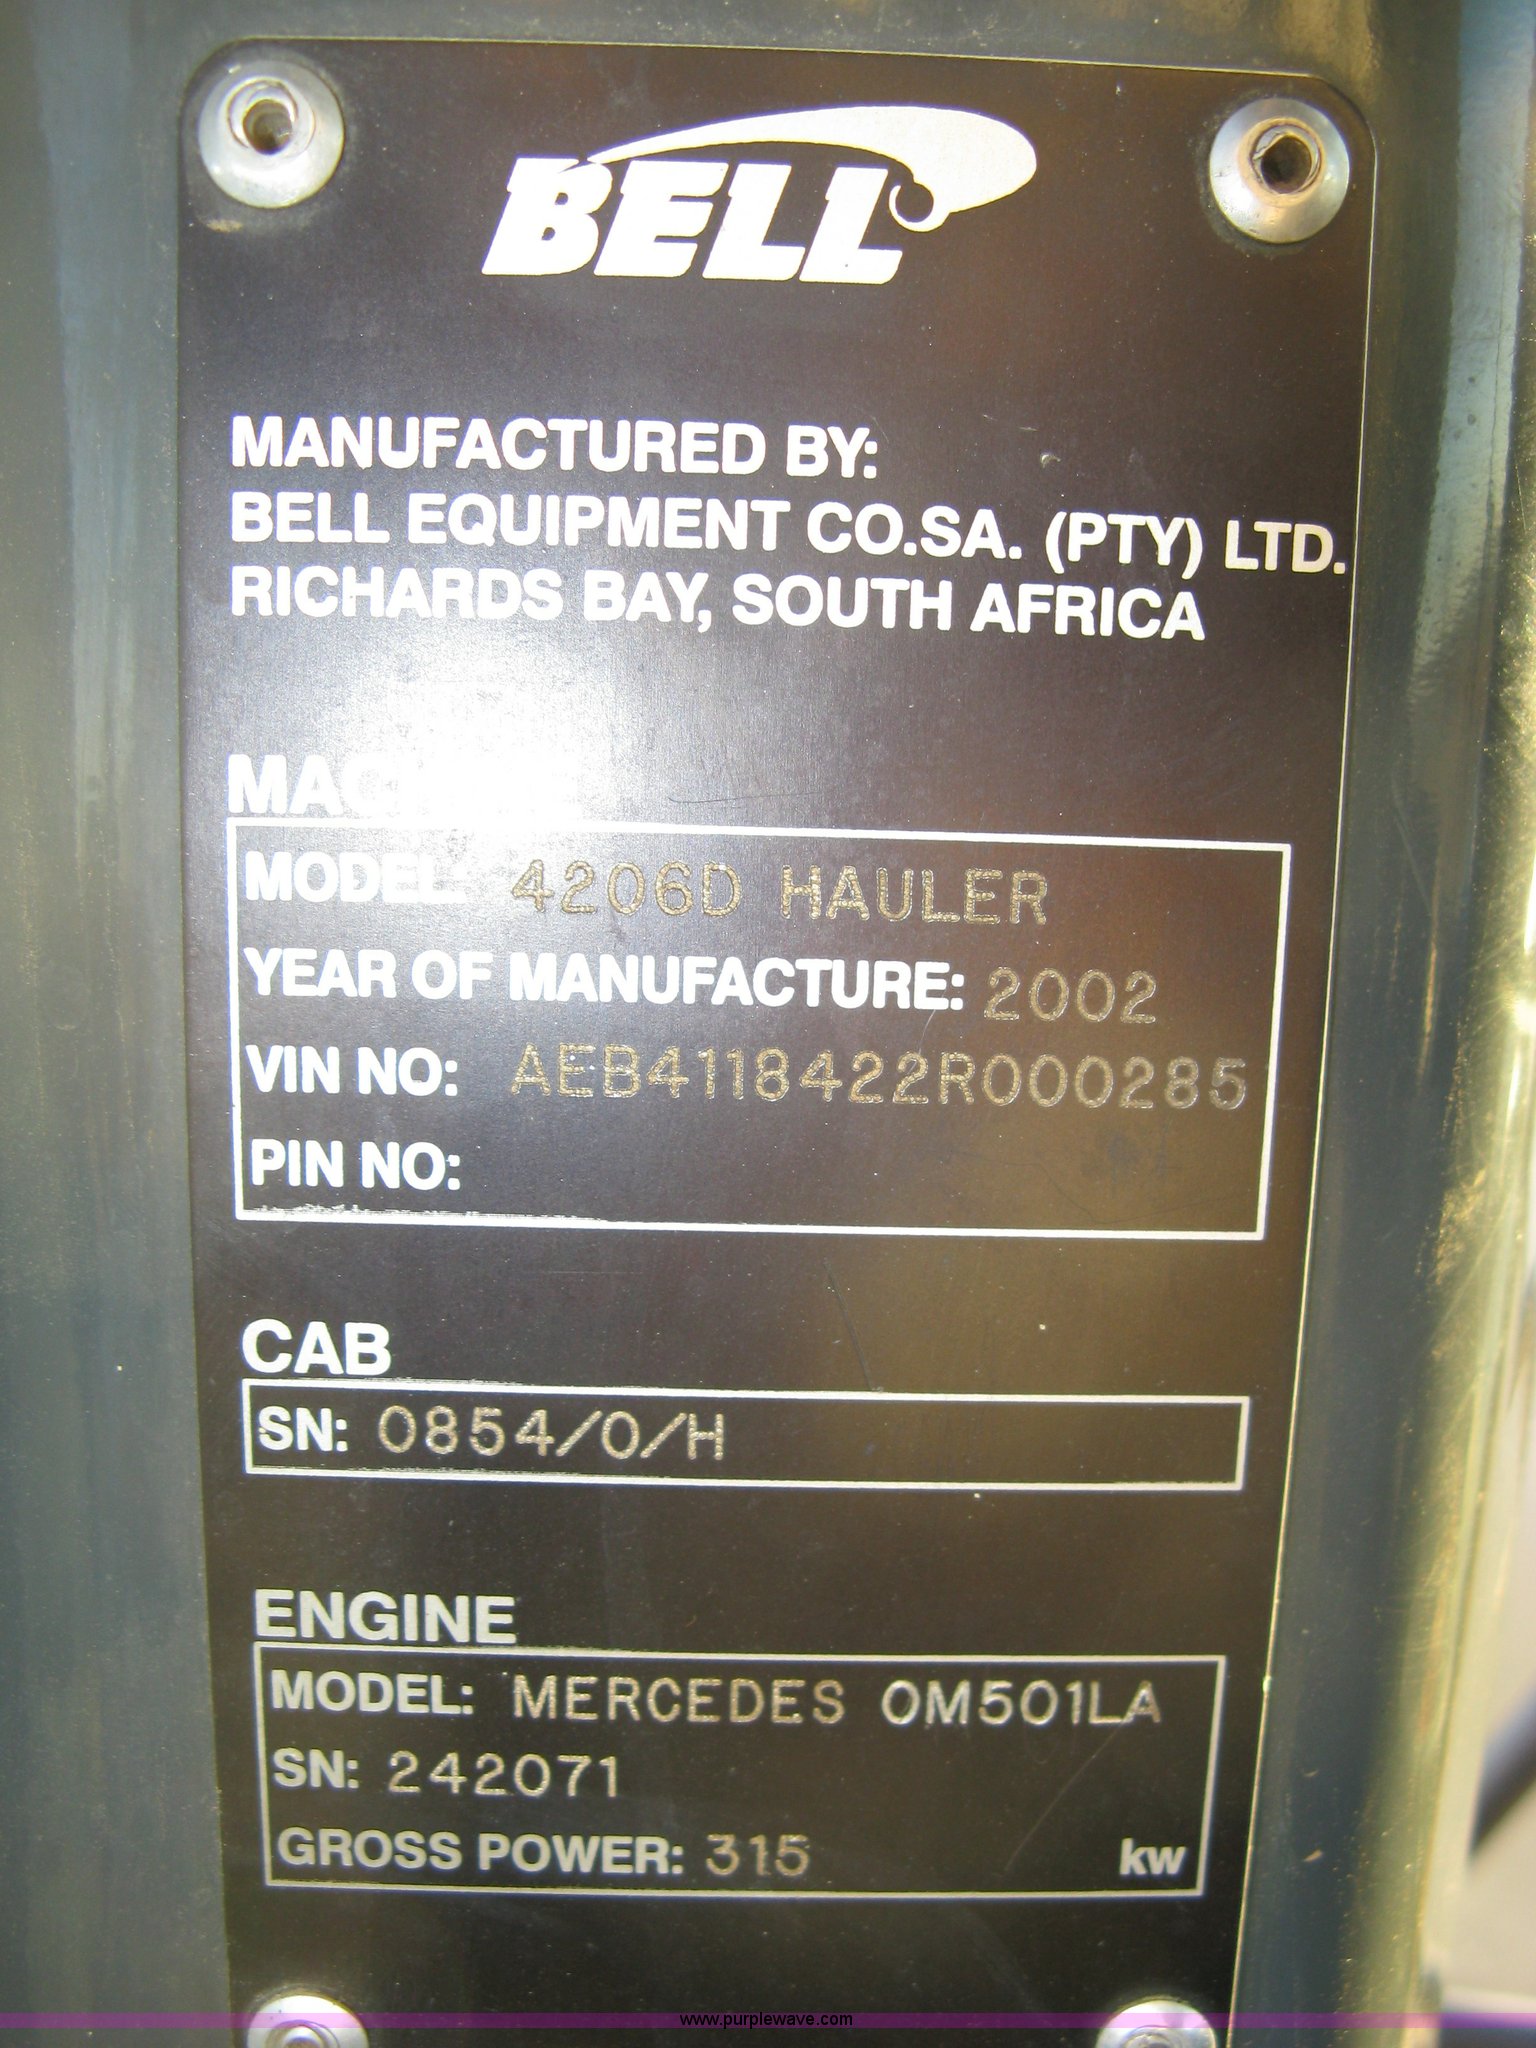 BELL
MANUFACTURED BY:
BELL EQUIPMENT CO.SA. (PTY) LTD.
RICHARDS BAY, SOUTH AFRICA
MACHINE
MODEL: 4206D HAULER
YEAR OF MANUFACTURE: 2002
VIN NO: AEB4118422R000285
PIN NO:
CAB
SN: 0854/0/H
ENGINE
MODEL: MERCEDES OM501LA
SN: 242071
GROSS POWER: 315 kw
www.purplewave.com